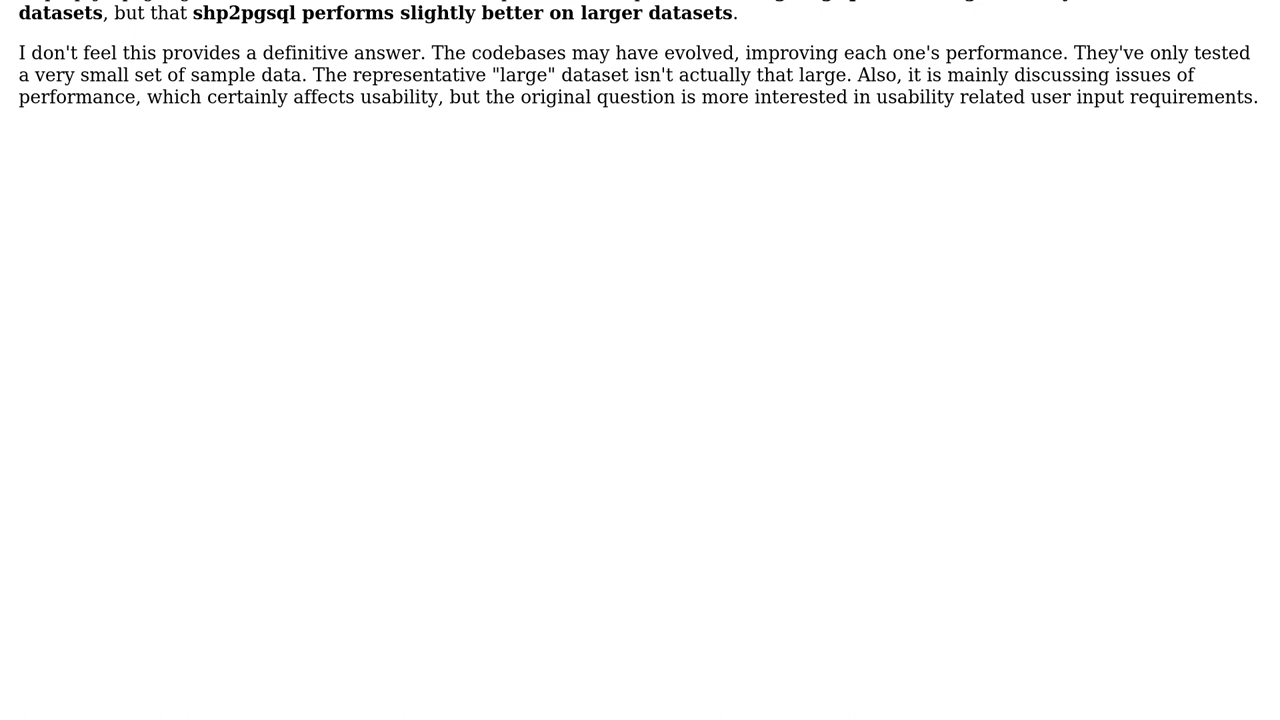 datasets, but that shp2pgsql performs slightly better on larger datasets.
I don't feel this provides a definitive answer. The codebases may have evolved, improving each one's performance. They've only tested
a very small set of sample data. The representative "large" dataset isn't actually that large. Also, it is mainly discussing issues of
performance, which certainly affects usability, but the original question is more interested in usability related user input requirements.